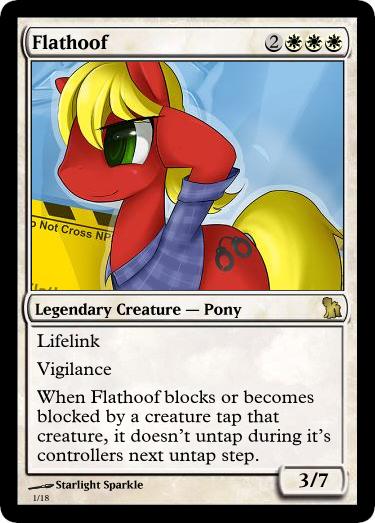 Flathoof 2
o Not Cross NP
Legendary Creature — Pony
Lifelink
Vigilance
When Flathoof blocks or becomes
blocked by a creature tap that
creature, it doesn't untap during it's
controllers next untap step.
3/7
Starlight Sparkle
1/18